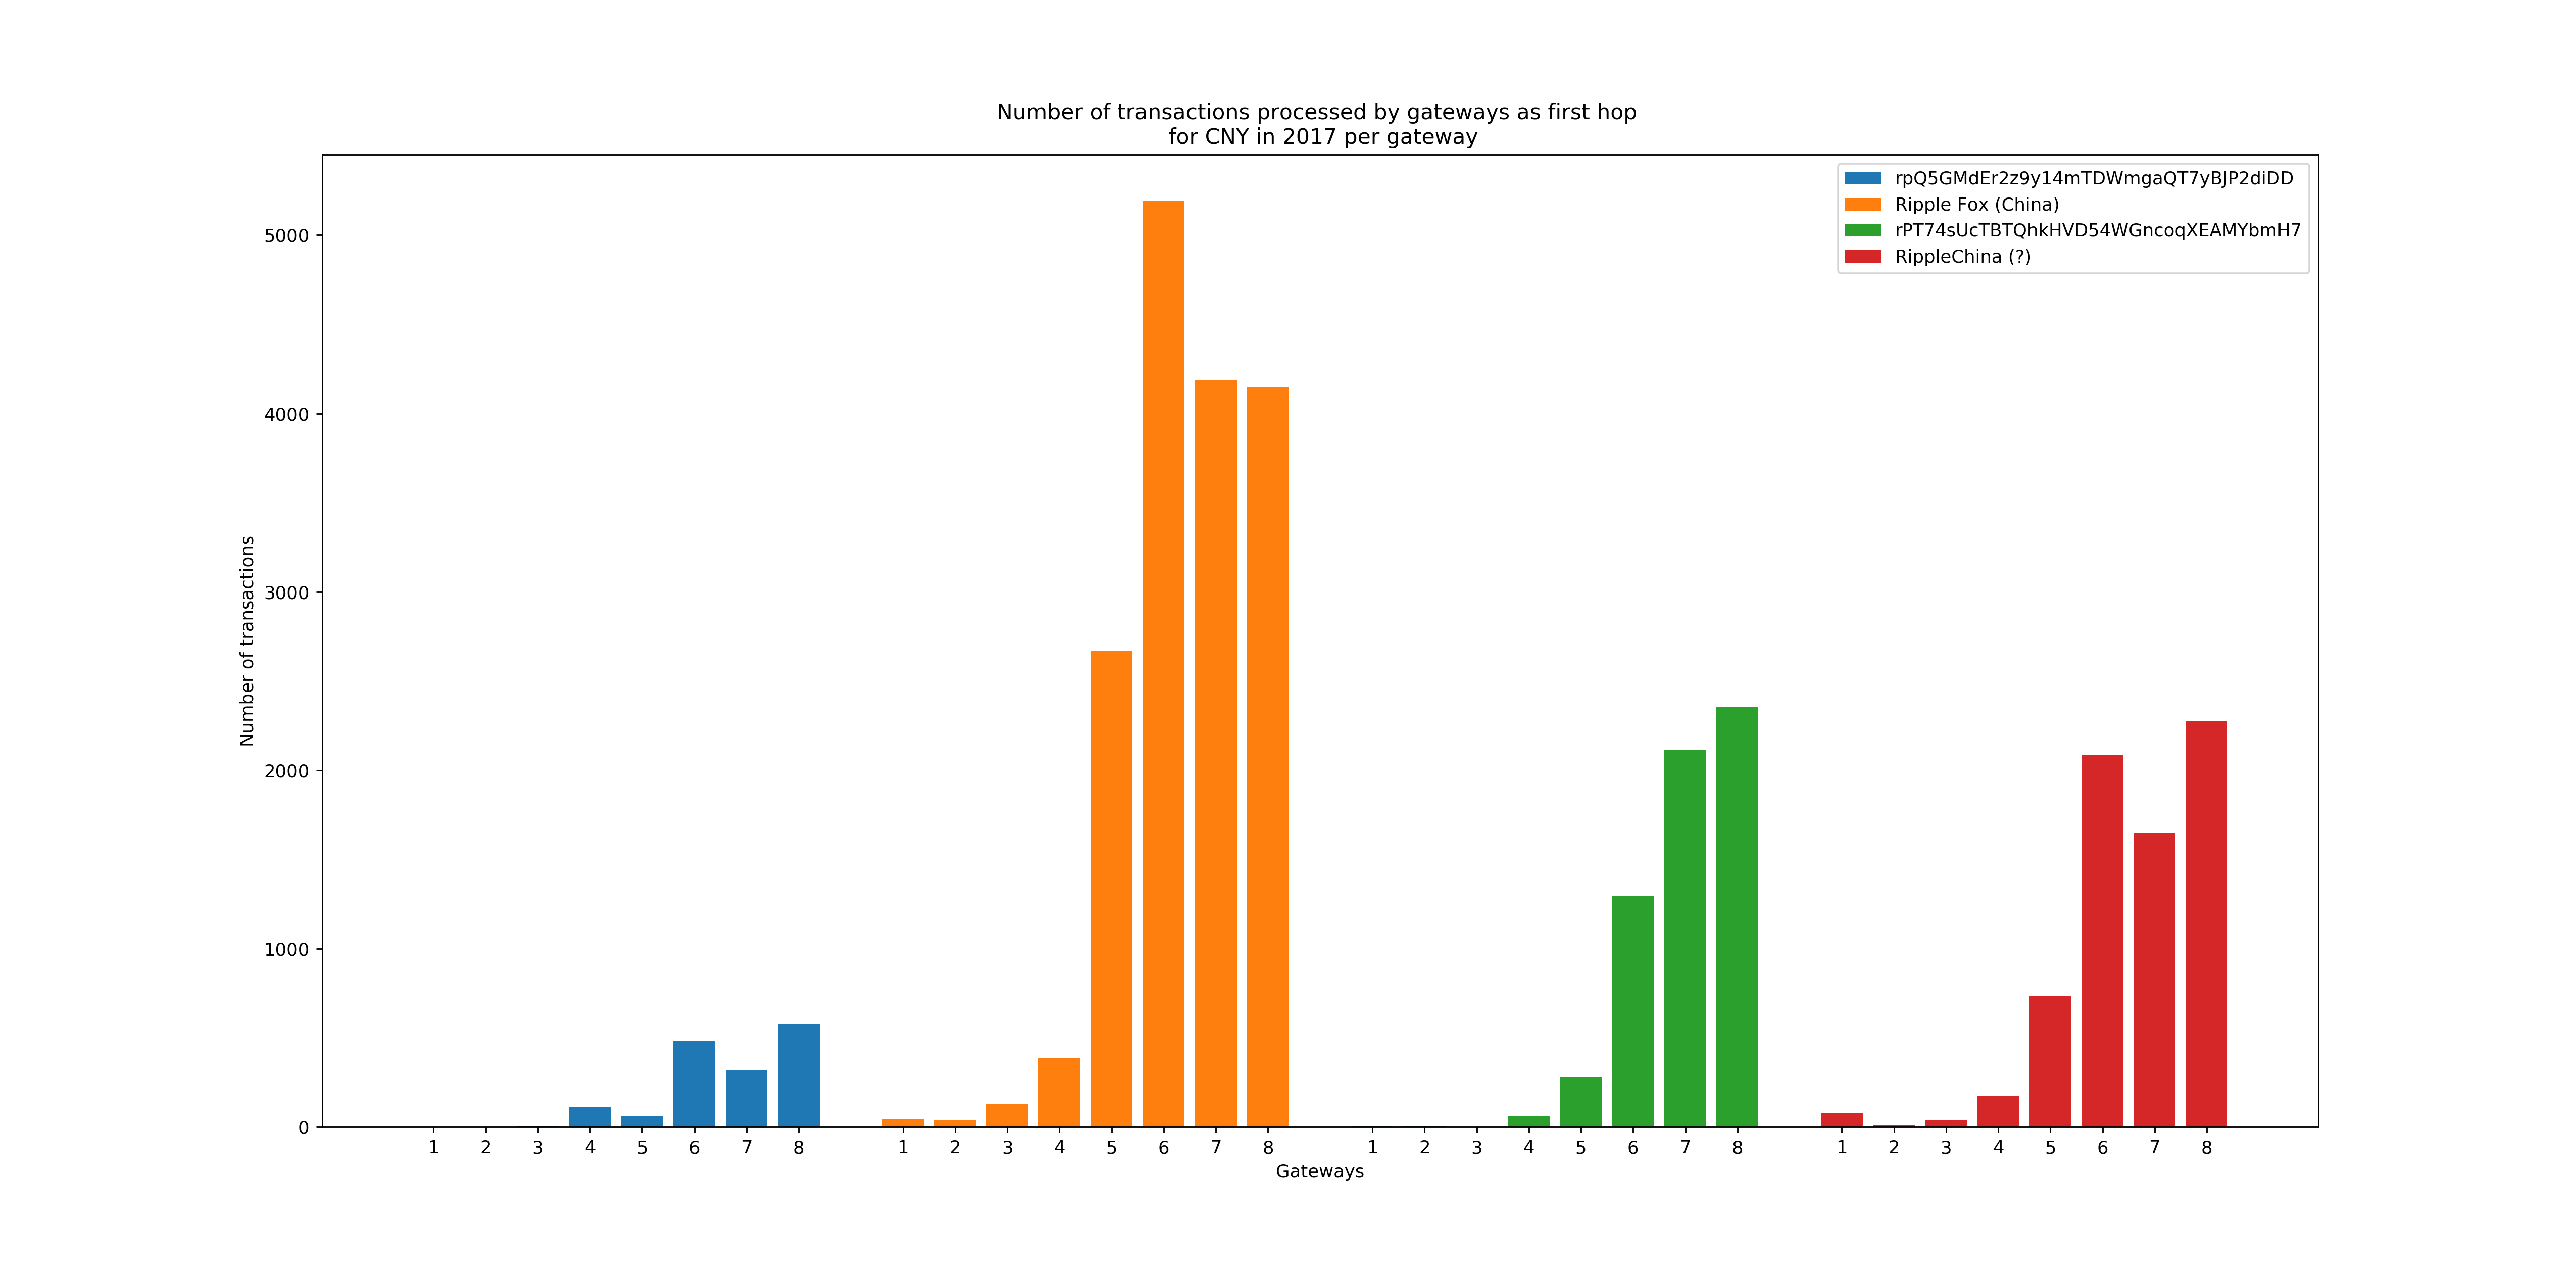 Number of transactions processed by gateways as first hop
for CNY in 2017 per gateway
rpQ5GMdEr2z9y14mTDWmgaQT7yBJP2diDD
Ripple Fox (China)
rPT74sUcTBTQhkHVD54WGncoqXEAMYbmH7
RippleChina (?)
Number of transactions
5000
4000
3000
2000
1000
0
1 2 3 4 5 6 7 8 1 2 3 4 5 6 7 8 1 2 3 4 5 6 7 8 1 2 3 4 5 6 7 8
Gateways